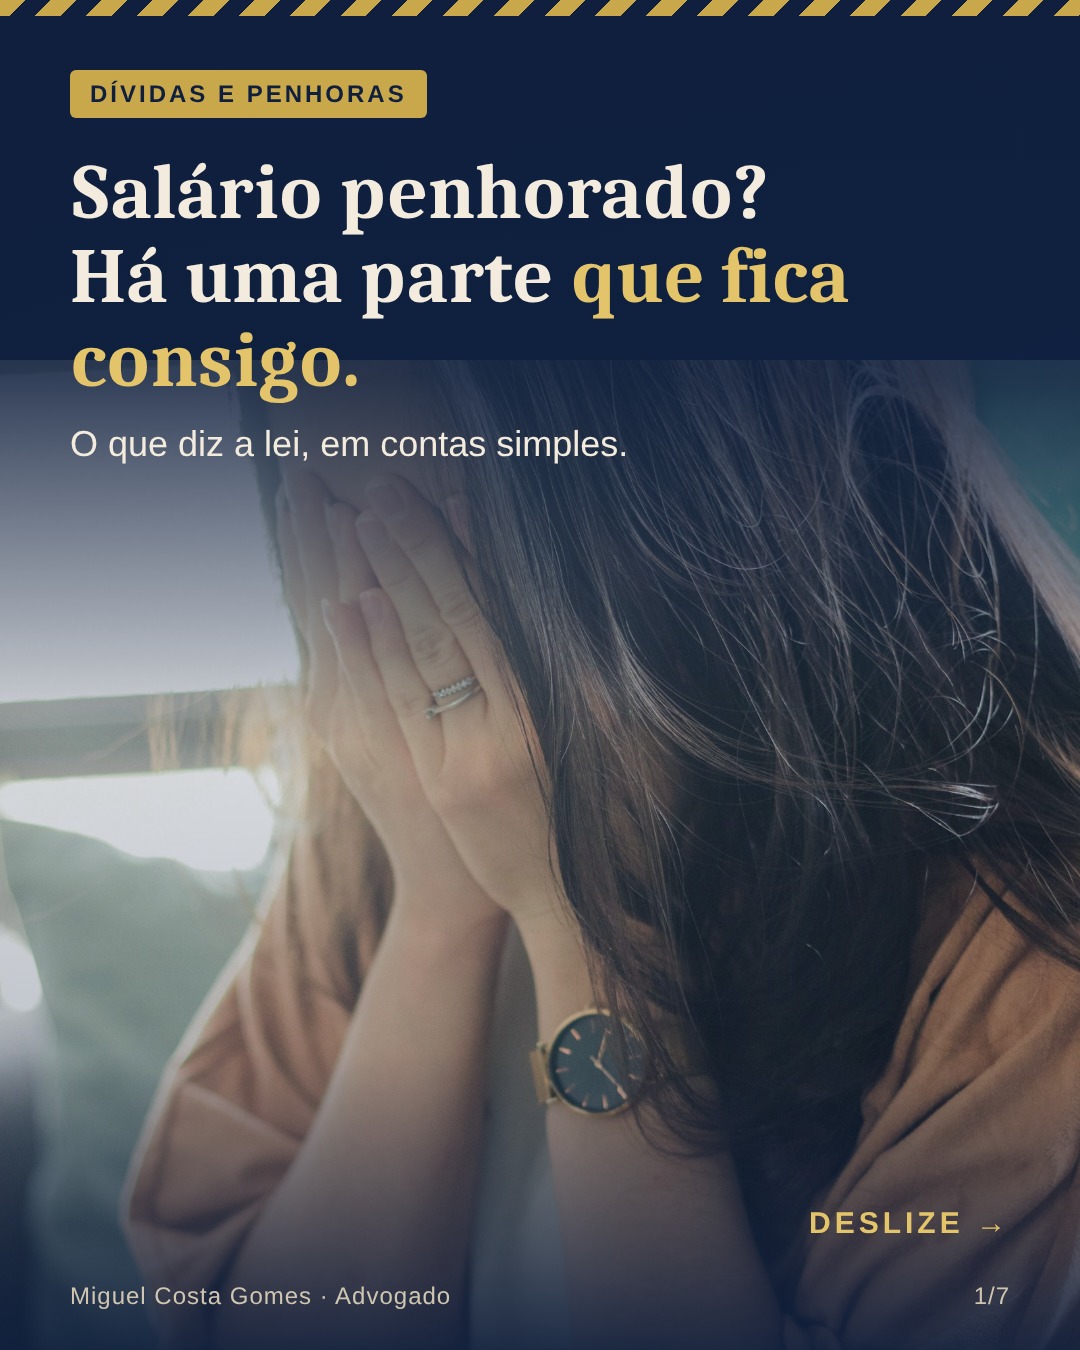 DÍVIDAS E PENHORAS
Salário penhorado?
Há uma parte que fica
consigo.
O que diz a lei, em contas simples.
DESLIZE →
Miguel Costa Gomes · Advogado
1/7